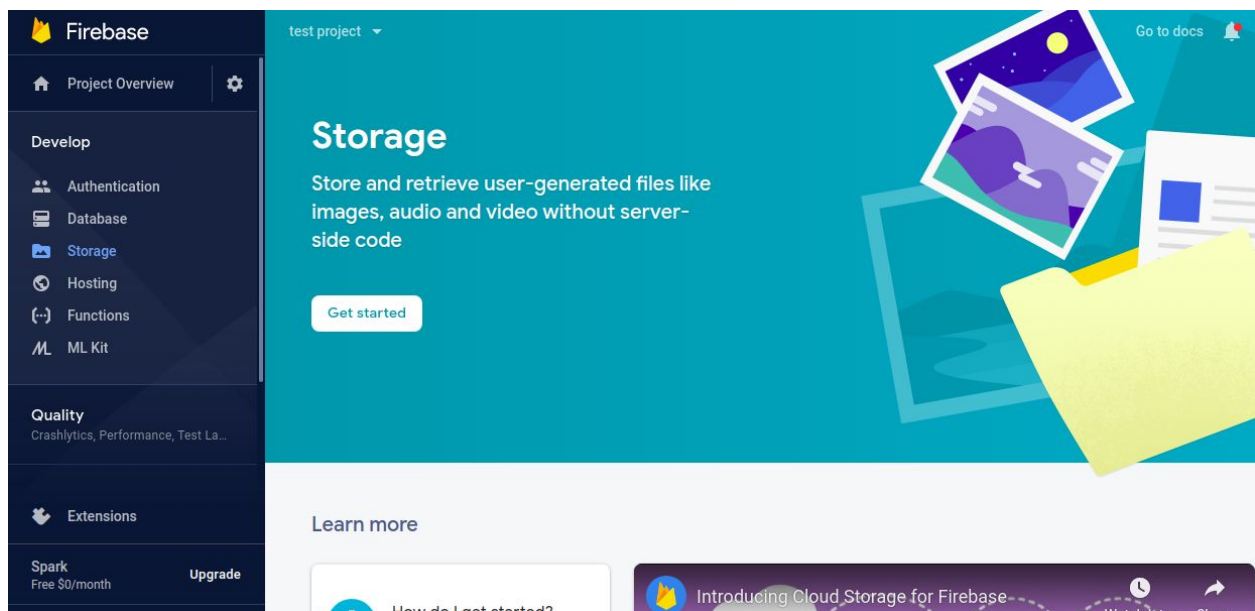 Firebase
Project Overview
Develop
Authentication
Database
Storage
Hosting
Functions
ML Kit
Quality
Crashlytics, Performance, Test La...
Extensions
Spark
Free $0/month
Upgrade
test project
Go to docs
Storage
Store and retrieve user-generated files like
images, audio and video without server-
side code
Get started
Learn more
How do I get started?
Introducing Cloud Storage for Firebase